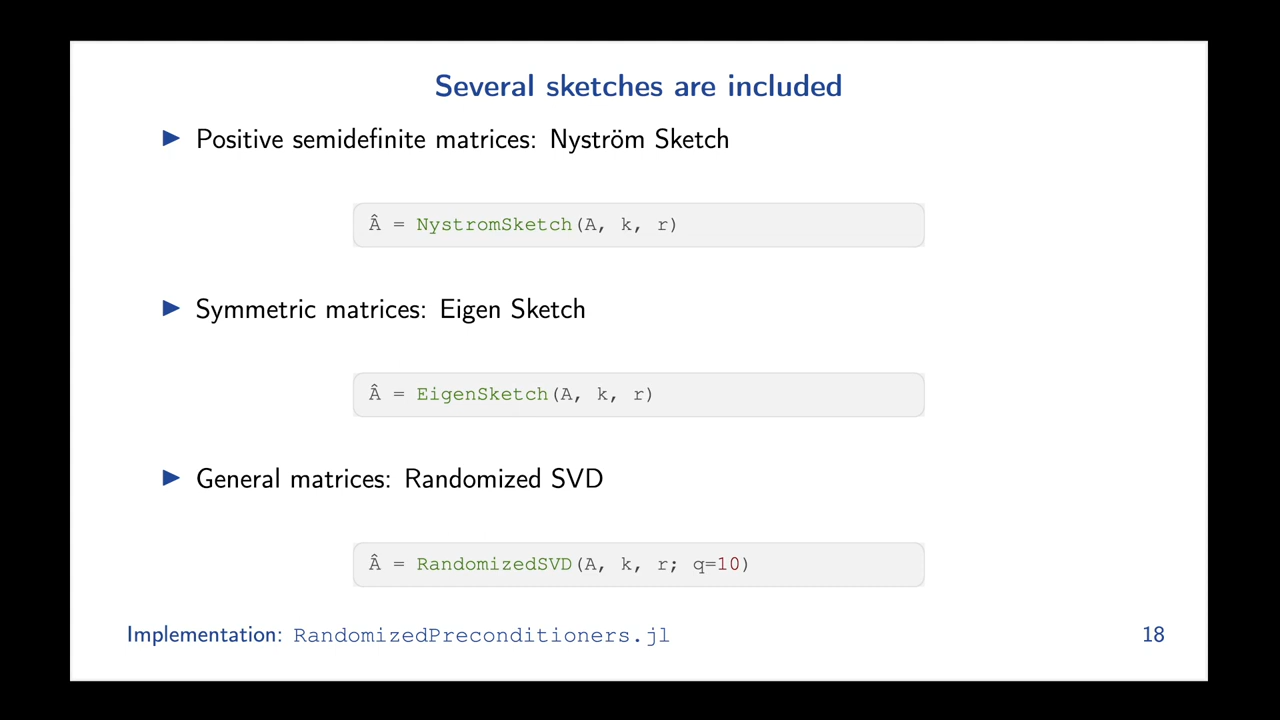 Several sketches are included
▶ Positive semidefinite matrices: Nyström Sketch
Â = NystromSketch(A, k, r)
▶ Symmetric matrices: Eigen Sketch
Â = EigenSketch(A, k, r)
▶ General matrices: Randomized SVD
Â = RandomizedSVD(A, k, r; q=10)
Implementation: RandomizedPreconditioners.jl 18